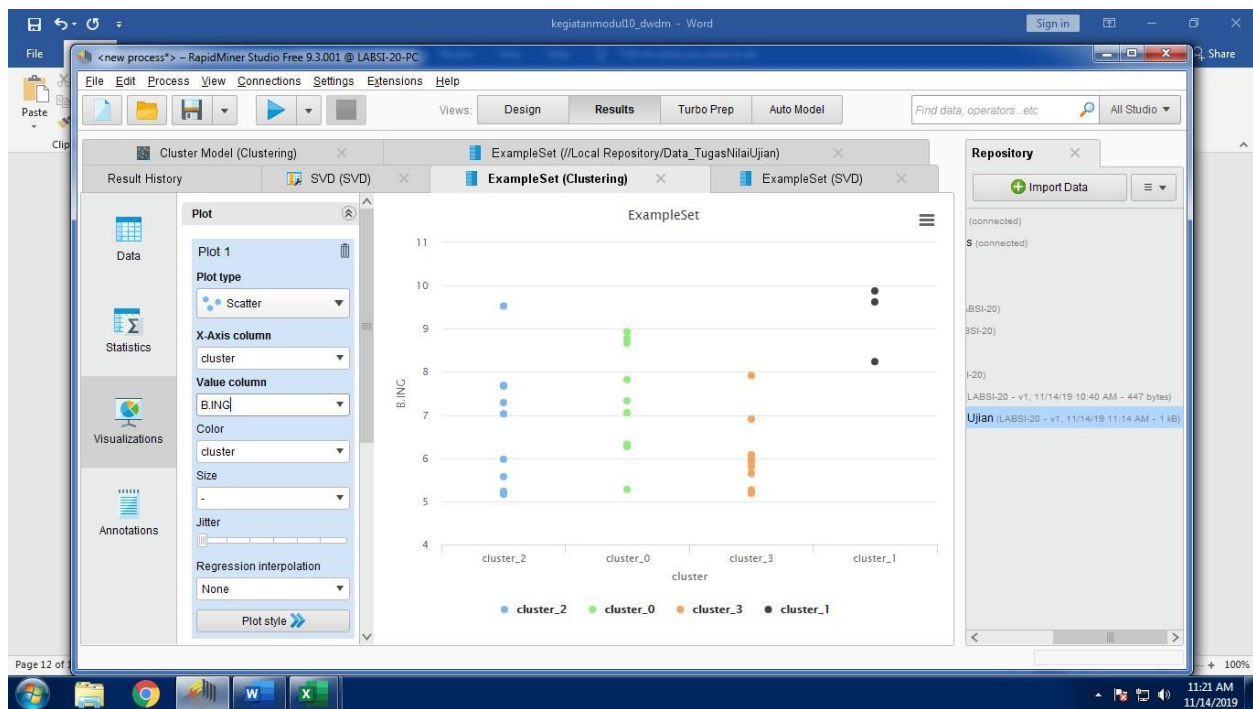 kegiatanmodul10_dwdm - Word
Sign in
File
Share
<new process*> – RapidMiner Studio Free 9.3.001 @ LABSI-20-PC
File Edit Process View Connections Settings Extensions Help
Paste
Clip
Views: Design Results Turbo Prep Auto Model
Find data, operators...etc
All Studio
Cluster Model (Clustering)
ExampleSet (//Local Repository/Data_TugasNilaiUjian)
Result History
SVD (SVD)
ExampleSet (Clustering)
ExampleSet (SVD)
Repository
Import Data
Data
Statistics
Visualizations
Annotations
Plot
Plot 1
Plot type
Scatter
X-Axis column
cluster
Value column
B.ING
Color
cluster
Size
-
Jitter
Regression interpolation
None
Plot style
ExampleSet
11
10
9
8
7
6
5
4
B.ING
cluster_2 cluster_0 cluster_3 cluster_1
cluster
cluster_2 cluster_0 cluster_3 cluster_1
(connected)
s (connected)
ABSI-20)
BSI-20)
I-20)
LABSI-20 - v1, 11/14/19 10:40 AM - 447 bytes)
Ujian (LABSI-20 - v1, 11/14/19 11:14 AM - 1 kB)
Page 12 of
100%
11:21 AM
11/14/2019